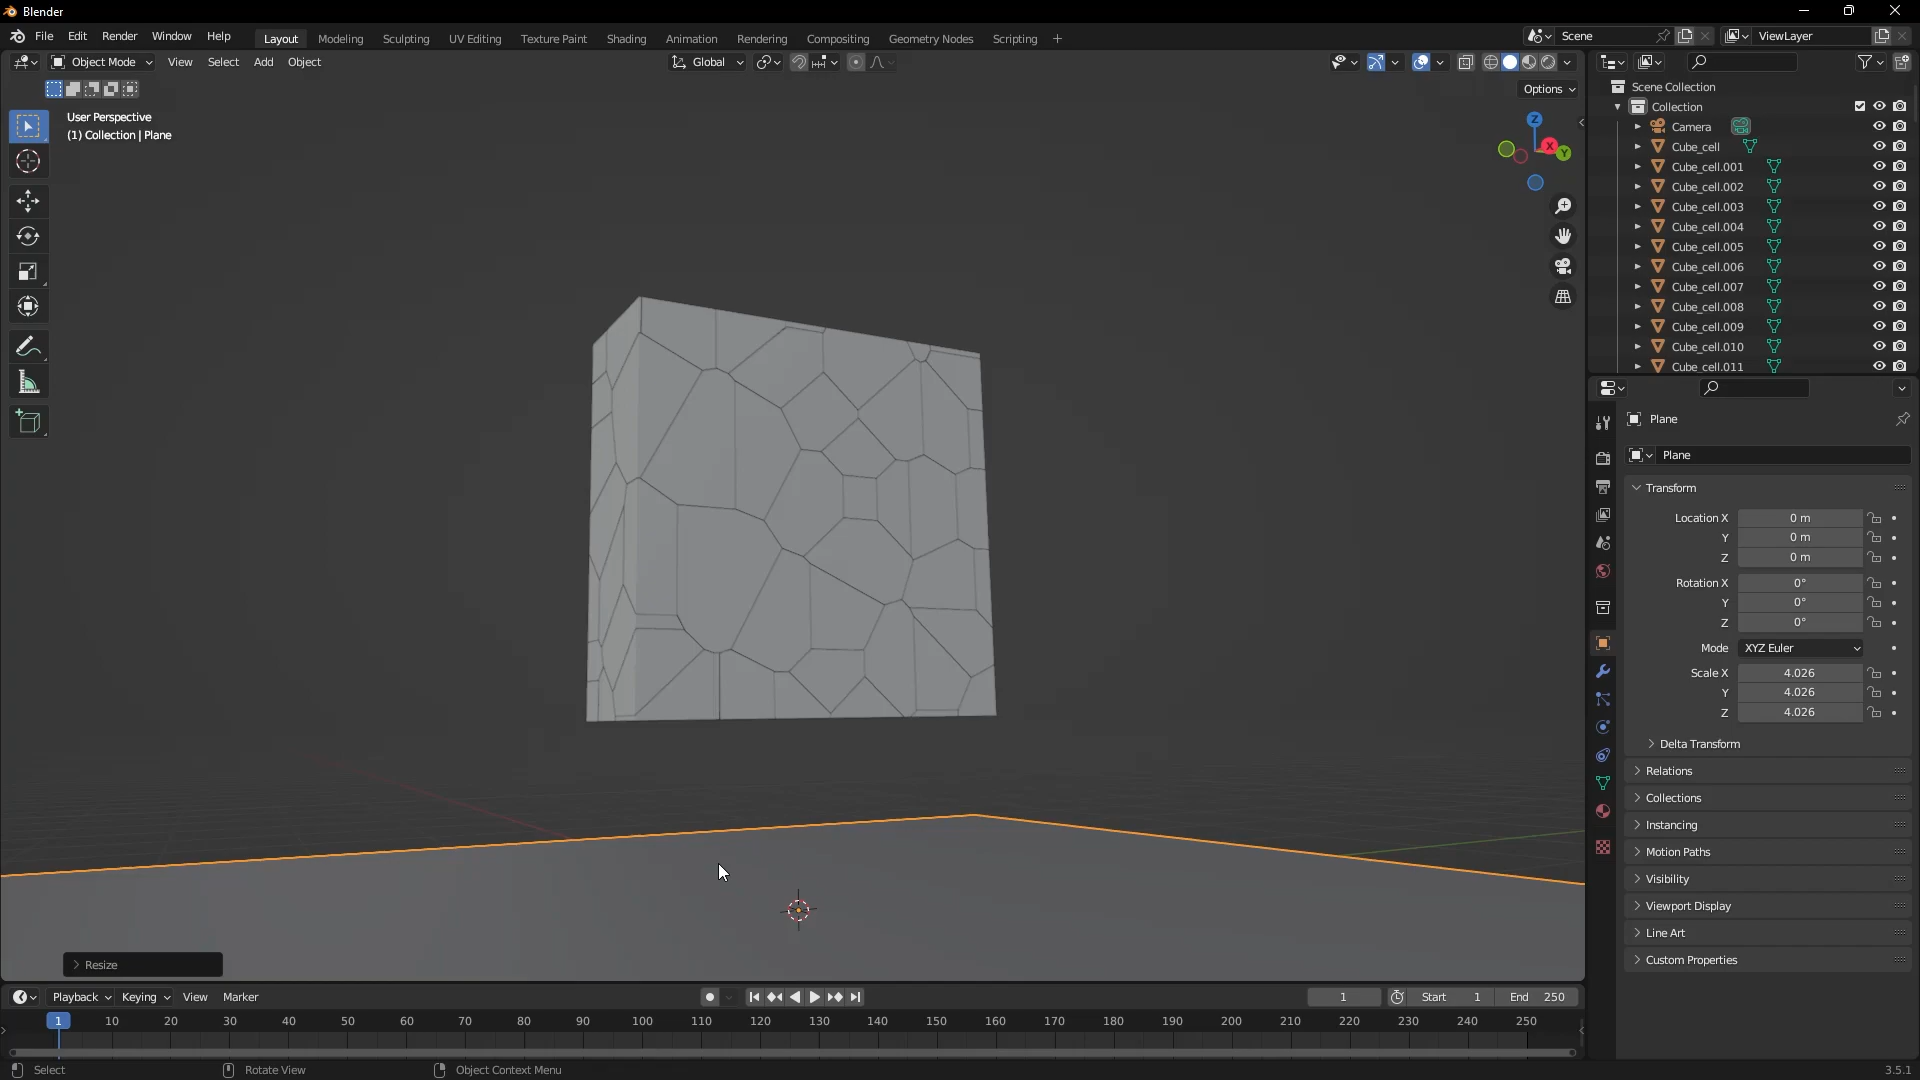 Blender
File Edit Render Window Help Layout Modeling Sculpting UV Editing Texture Paint Shading Animation Rendering Compositing Geometry Nodes Scripting + Scene ViewLayer
Object Mode View Select Add Object Global
Options
User Perspective
(1) Collection | Plane
Z
X
Y
Scene Collection
Collection
Camera
Cube_cell
Cube_cell.001
Cube_cell.002
Cube_cell.003
Cube_cell.004
Cube_cell.005
Cube_cell.006
Cube_cell.007
Cube_cell.008
Cube_cell.009
Cube_cell.010
Cube_cell.011
Plane
Plane
Transform
Location X 0 m
Y 0 m
Z 0 m
Rotation X 0°
Y 0°
Z 0°
Mode XYZ Euler
Scale X 4.026
Y 4.026
Z 4.026
Delta Transform
Relations
Collections
Instancing
Motion Paths
Visibility
Viewport Display
Line Art
Custom Properties
Resize
Playback Keying View Marker 1 Start 1 End 250
1 10 20 30 40 50 60 70 80 90 100 110 120 130 140 150 160 170 180 190 200 210 220 230 240 250
Select Rotate View Object Context Menu 3.5.1